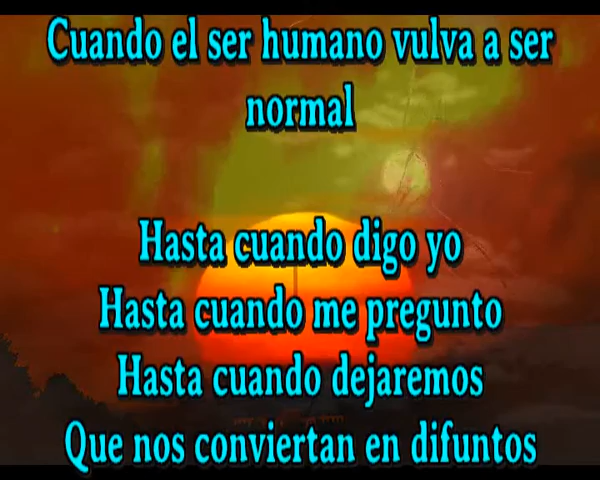 Cuando el ser humano vulva a ser
normal
Hasta cuando digo yo
Hasta cuando me pregunto
Hasta cuando dejaremos
Que nos conviertan en difuntos